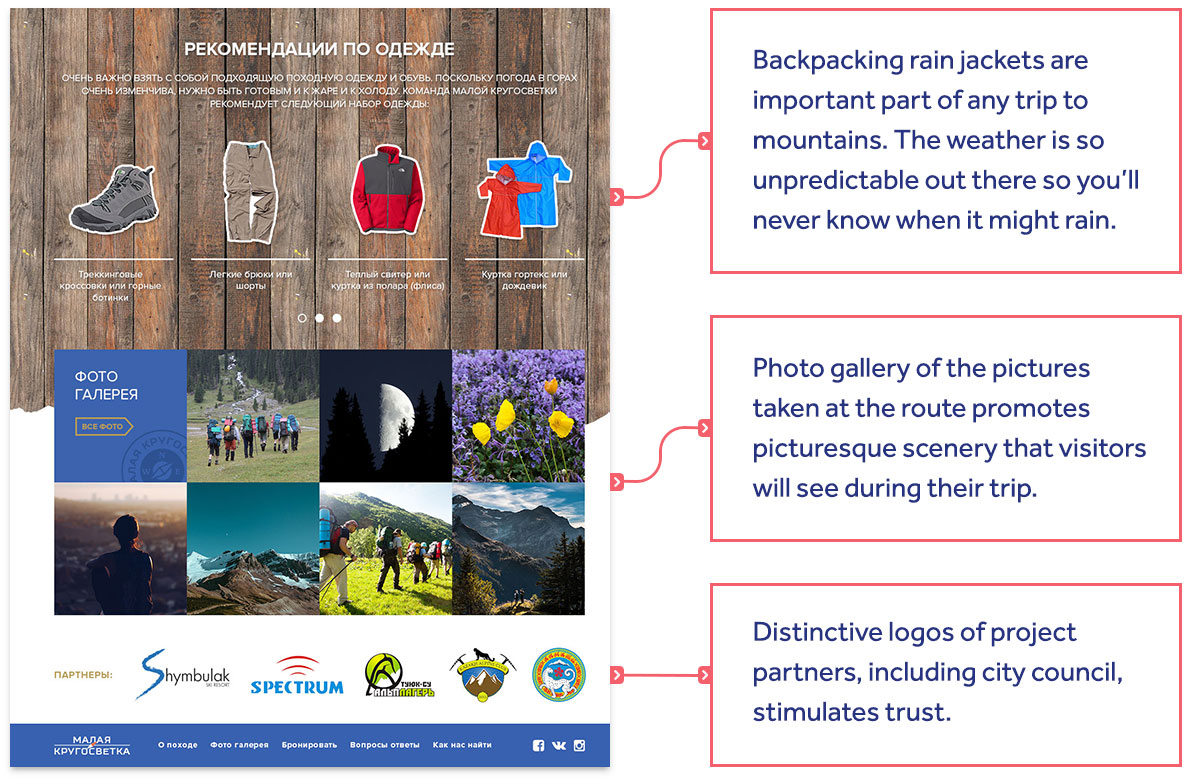 РЕКОМЕНДАЦИИ ПО ОДЕЖДЕ
ОЧЕНЬ ВАЖНО ВЗЯТЬ С СОБОЙ ПОДХОДЯЩУЮ ПОХОДНУЮ ОДЕЖДУ И ОБУВЬ. ПОСКОЛЬКУ ПОГОДА В ГОРАХ
ОЧЕНЬ ИЗМЕНЧИВА, НУЖНО БЫТЬ ГОТОВЫМ И К ЖАРЕ И К ХОЛОДУ. КОМАНДА МАЛОЙ КРУГОСВЕТКИ
РЕКОМЕНДУЕТ СЛЕДУЮЩИЙ НАБОР ОДЕЖДЫ:
Треккинговые
кроссовки или горные
ботинки
Легкие брюки или
шорты
Теплый свитер или
куртка из полара (флиса)
Куртка гортекс или
дождевик
ФОТО
ГАЛЕРЕЯ
ВСЕ ФОТО
ПАРТНЕРЫ:
Shymbulak
SKI RESORT
SPECTRUM
ТУЮК-СУ
АЛЬПЛАГЕРЬ
МАЛАЯ
КРУГОСВЕТКА
О походе
Фото галерея
Бронировать
Вопросы ответы
Как нас найти
Backpacking rain jackets are
important part of any trip to
mountains. The weather is so
unpredictable out there so you’ll
never know when it might rain.
Photo gallery of the pictures
taken at the route promotes
picturesque scenery that visitors
will see during their trip.
Distinctive logos of project
partners, including city council,
stimulates trust.